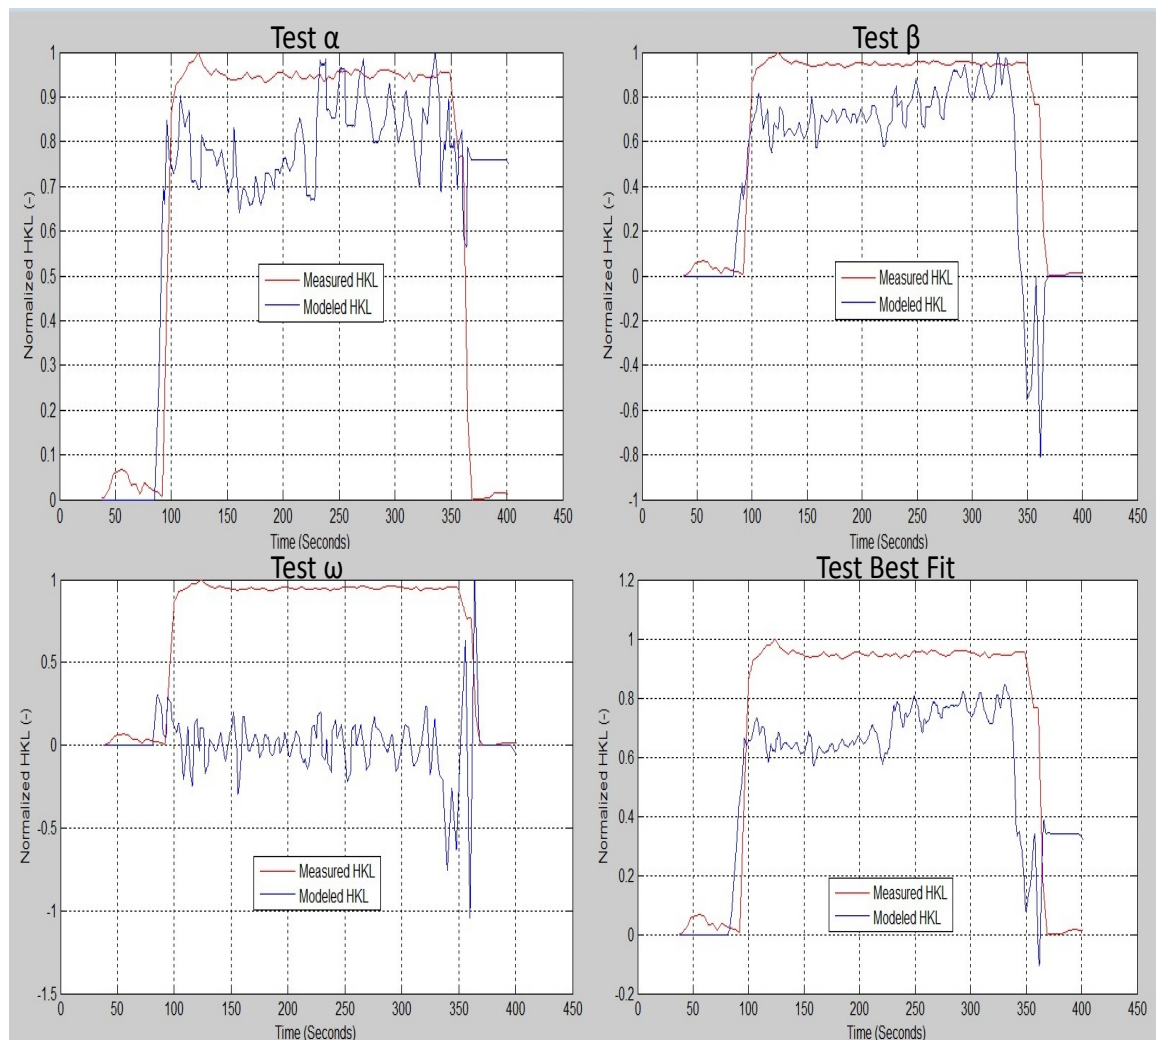 Test α
1
0.9
0.8
0.7
0.6
0.5
0.4
0.3
0.2
0.1
0
Normalized HKL (-)
Measured HKL
Modeled HKL
0 50 100 150 200 250 300 350 400 450
Time (Seconds)
Test β
1
0.8
0.6
0.4
0.2
0
-0.2
-0.4
-0.6
-0.8
-1
Normalized HKL (-)
Measured HKL
Modeled HKL
0 50 100 150 200 250 300 350 400 450
Time (Seconds)
Test ω
1
0.5
0
-0.5
-1
-1.5
Normalized HKL (-)
Measured HKL
Modeled HKL
0 50 100 150 200 250 300 350 400 450
Time (Seconds)
Test Best Fit
1.2
1
0.8
0.6
0.4
0.2
0
-0.2
Normalized HKL (-)
Measured HKL
Modeled HKL
0 50 100 150 200 250 300 350 400 450
Time (Seconds)